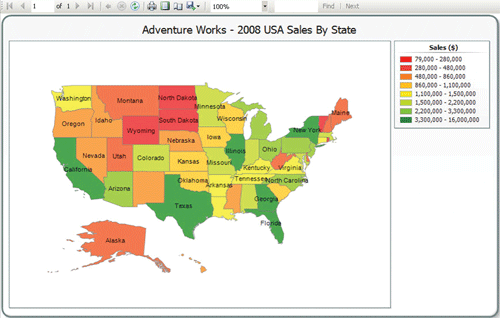 1 of 1 100% Find | Next
Adventure Works - 2008 USA Sales By State
Sales ($)
79,000 - 280,000
280,000 - 480,000
480,000 - 860,000
860,000 - 1,100,000
1,100,000 - 1,500,000
1,500,000 - 2,200,000
2,200,000 - 3,300,000
3,300,000 - 16,000,000
Washington
Montana
North Dakota
Minnesota
Maine
Oregon
Idaho
South Dakota
Wisconsin
New York
Wyoming
Nebraska
Iowa
Nevada
Utah
Illinois
Ohio
California
Colorado
Kansas
Missouri
Kentucky
Virginia
Oklahoma
Tennessee
North Carolina
Arizona
Arkansas
Texas
Georgia
Florida
Alaska